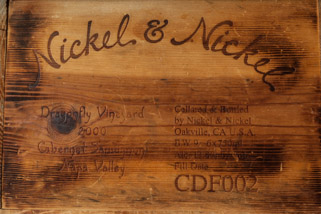 Nickel & Nickel
Dragonfly Vineyard
2000
Cabernet Sauvignon
Napa Valley
Cellared & Bottled
by Nickel & Nickel
Oakville, CA U.S.A.
CDF002